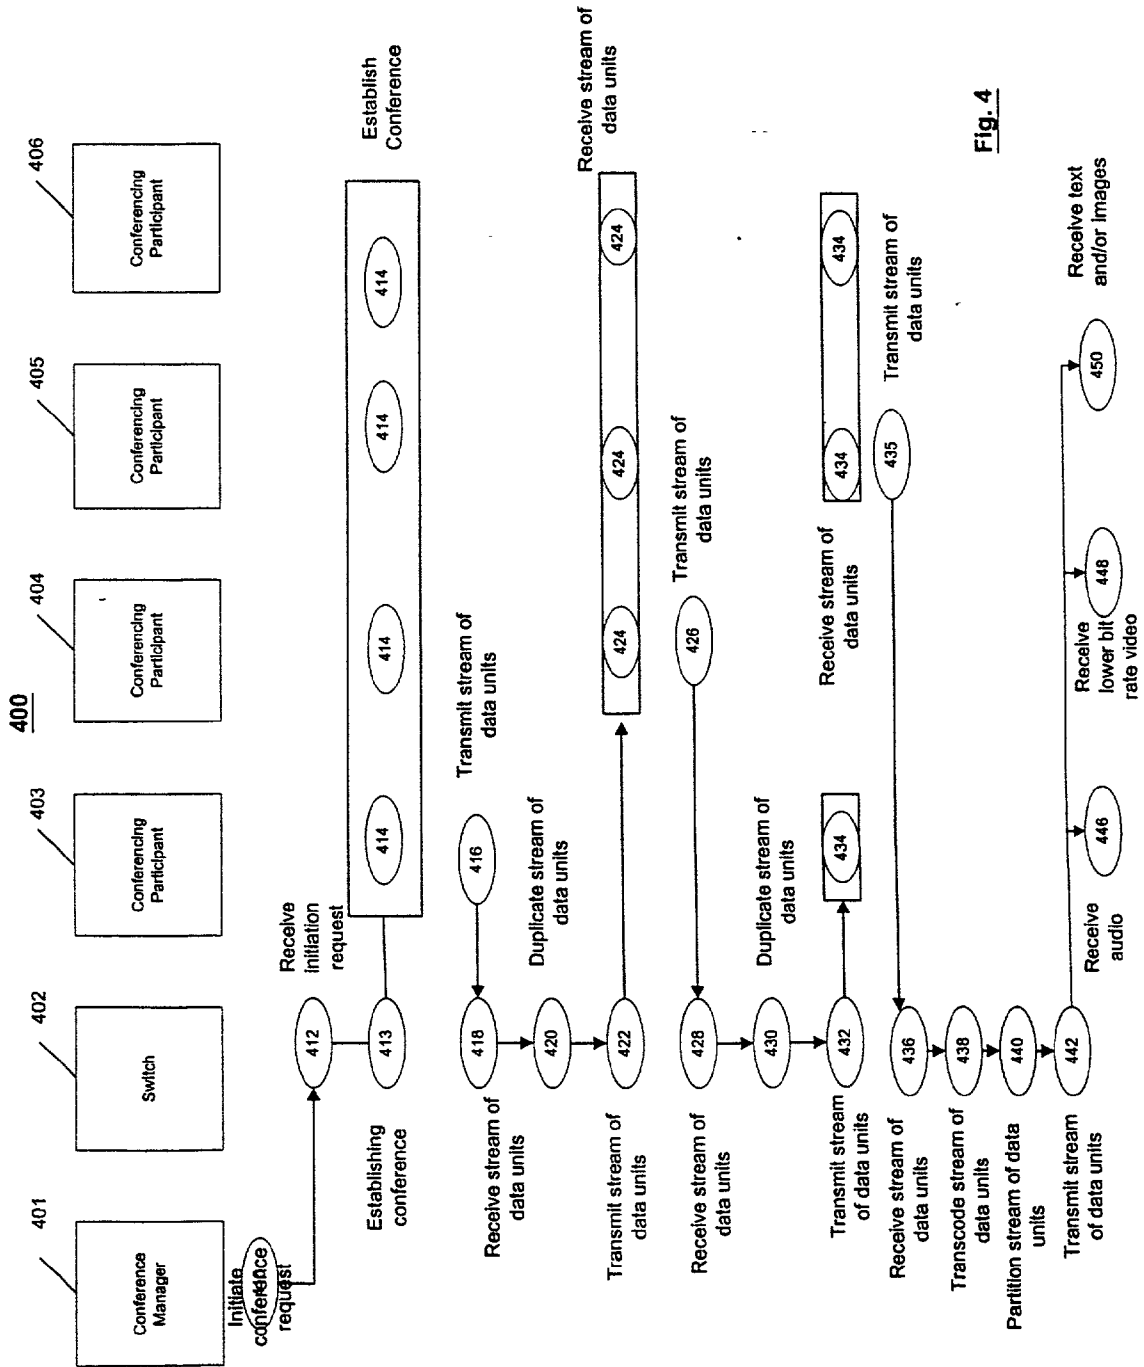 400
401
402
403
404
405
406
Conference
Manager
Switch
Conferencing
Participant
Conferencing
Participant
Conferencing
Participant
Conferencing
Participant
Initiate
conference
request
Receive
initiation
request
412
Establishing
conference
413
414
414
414
414
Establish
Conference
Transmit stream of
data units
416
Receive stream of
data units
418
420
Duplicate stream of
data units
Transmit stream of
data units
422
424
424
424
Receive stream of
data units
426
Transmit stream of
data units
Receive stream of
data units
428
430
Duplicate stream of
data units
Transmit stream
of data units
432
434
Receive stream of
data units
434
434
435
Transmit stream of
data units
Receive stream of
data units
436
Transcode stream of
data units
438
Partition stream of data
units
440
Transmit stream
of data units
442
Receive
audio
446
Receive
lower bit
rate video
448
450
Receive text
and/or images
Fig. 4